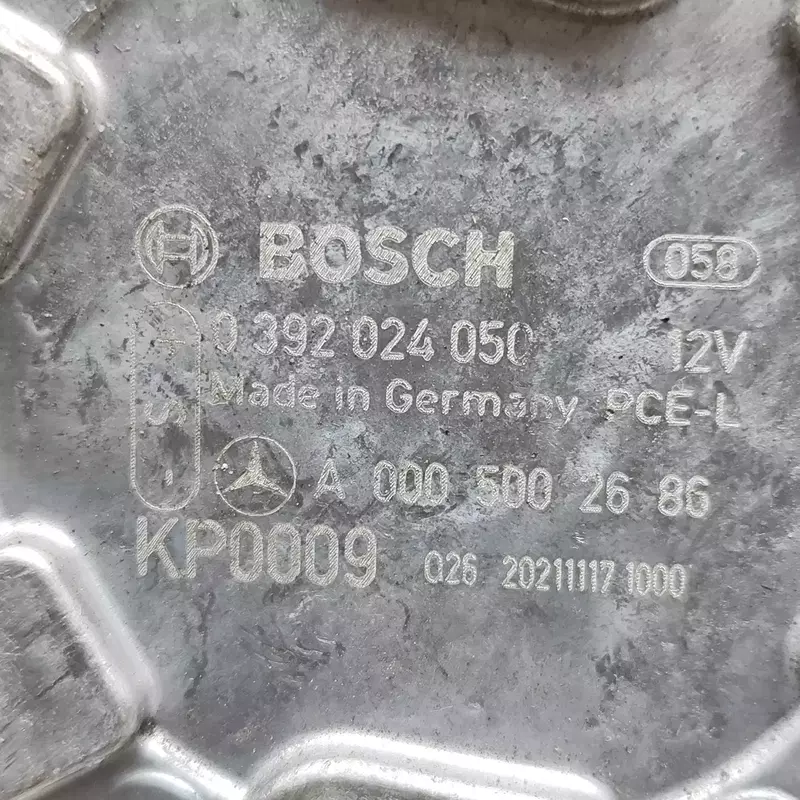 BOSCH 058
0 392 024 050 12V
Made in Germany PCE-L
A 000 500 26 86
KP0009 026 20211117 1000